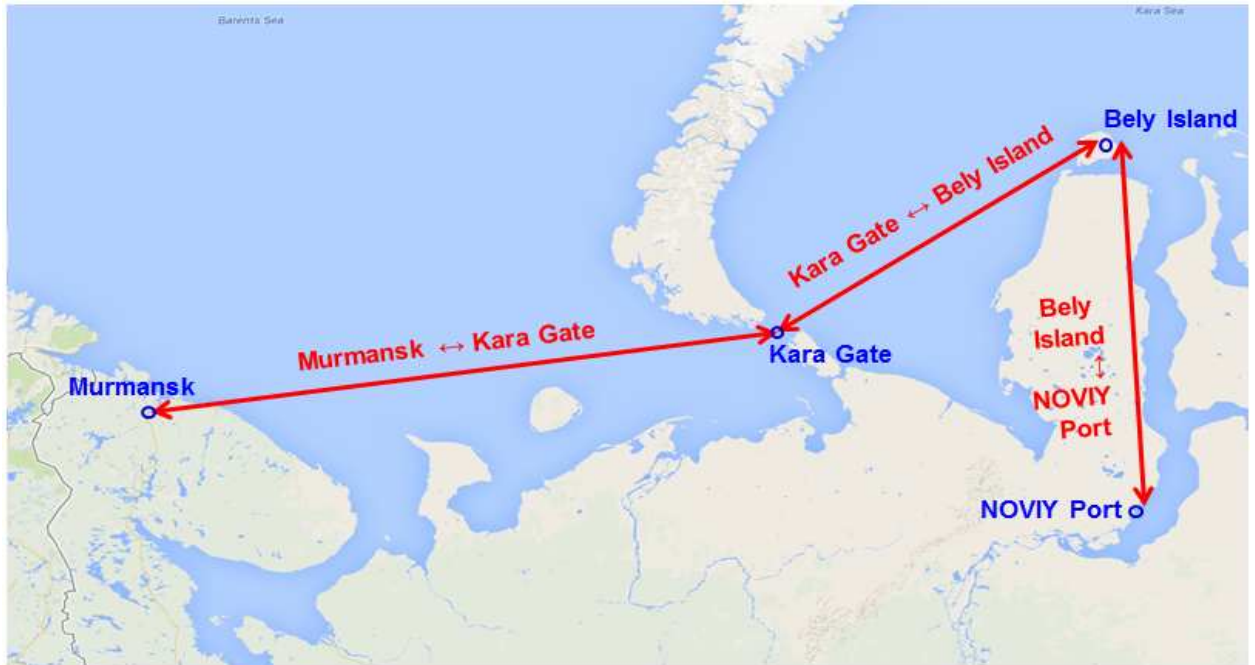 Barents Sea
Kara Sea
Bely Island
Kara Gate ↔ Bely Island
Murmansk ↔ Kara Gate
Bely
Island
↔
NOVIY
Port
Kara Gate
Murmansk
NOVIY Port